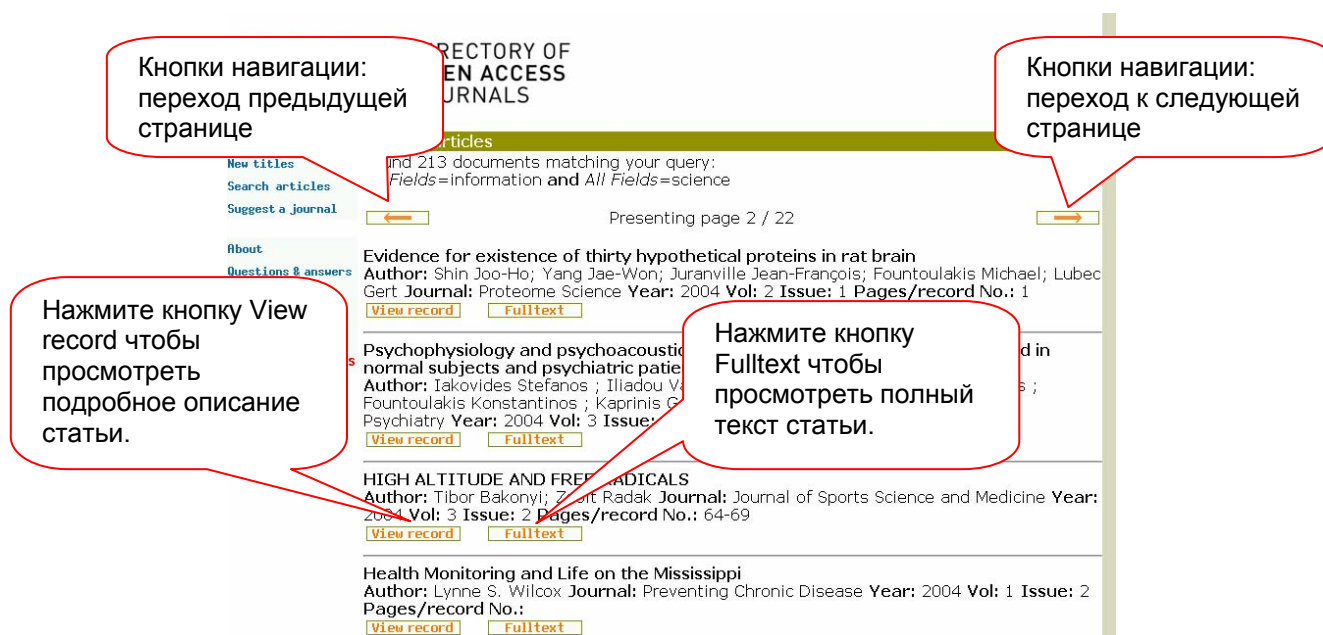 Кнопки навигации:
переход предыдущей
странице
RECTORY OF
EN ACCESS
URNALS
Кнопки навигации:
переход к следующей
странице
rticles
New titles
Search articles
Suggest a journal
About
Questions & answers
und 213 documents matching your query:
Fields=information and All Fields=science
Presenting page 2 / 22
Evidence for existence of thirty hypothetical proteins in rat brain
Author: Shin Joo-Ho; Yang Jae-Won; Juranville Jean-François; Fountoulakis Michael; Lubec
Gert Journal: Proteome Science Year: 2004 Vol: 2 Issue: 1 Pages/record No.: 1
View record Fulltext
Нажмите кнопку View
record чтобы
просмотреть
подробное описание
статьи.
Нажмите кнопку
Fulltext чтобы
просмотреть полный
текст статьи.
Psychophysiology and psychoacoustic d in
normal subjects and psychiatric patie
Author: Iakovides Stefanos ; Iliadou V s ;
Fountoulakis Konstantinos ; Kaprinis G
Psychiatry Year: 2004 Vol: 3 Issue:
View record Fulltext
HIGH ALTITUDE AND FREE RADICALS
Author: Tibor Bakonyi; Zsolt Radak Journal: Journal of Sports Science and Medicine Year:
2004 Vol: 3 Issue: 2 Pages/record No.: 64-69
View record Fulltext
Health Monitoring and Life on the Mississippi
Author: Lynne S. Wilcox Journal: Preventing Chronic Disease Year: 2004 Vol: 1 Issue: 2
Pages/record No.:
View record Fulltext